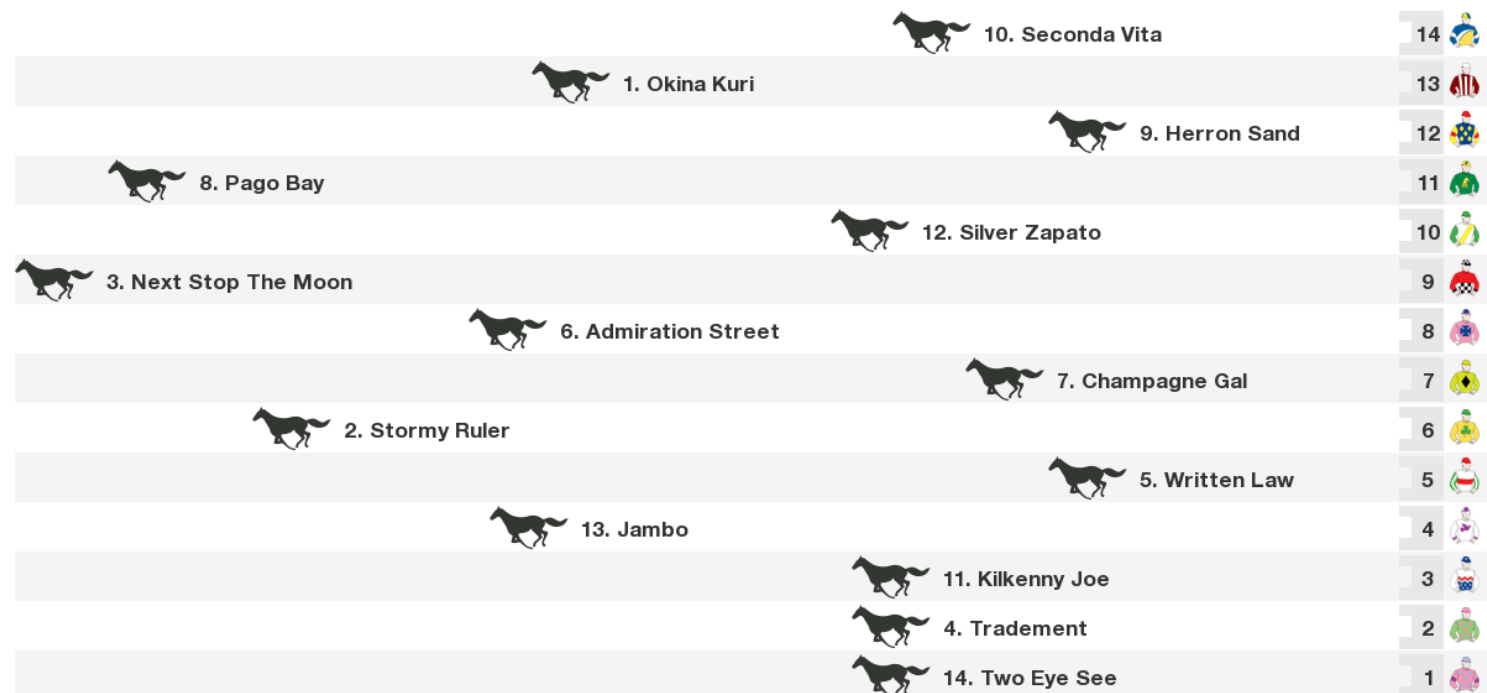 10. Seconda Vita 14
1. Okina Kuri 13
9. Herron Sand 12
8. Pago Bay 11
12. Silver Zapato 10
3. Next Stop The Moon 9
6. Admiration Street 8
7. Champagne Gal 7
2. Stormy Ruler 6
5. Written Law 5
13. Jambo 4
11. Kilkenny Joe 3
4. Tradement 2
14. Two Eye See 1